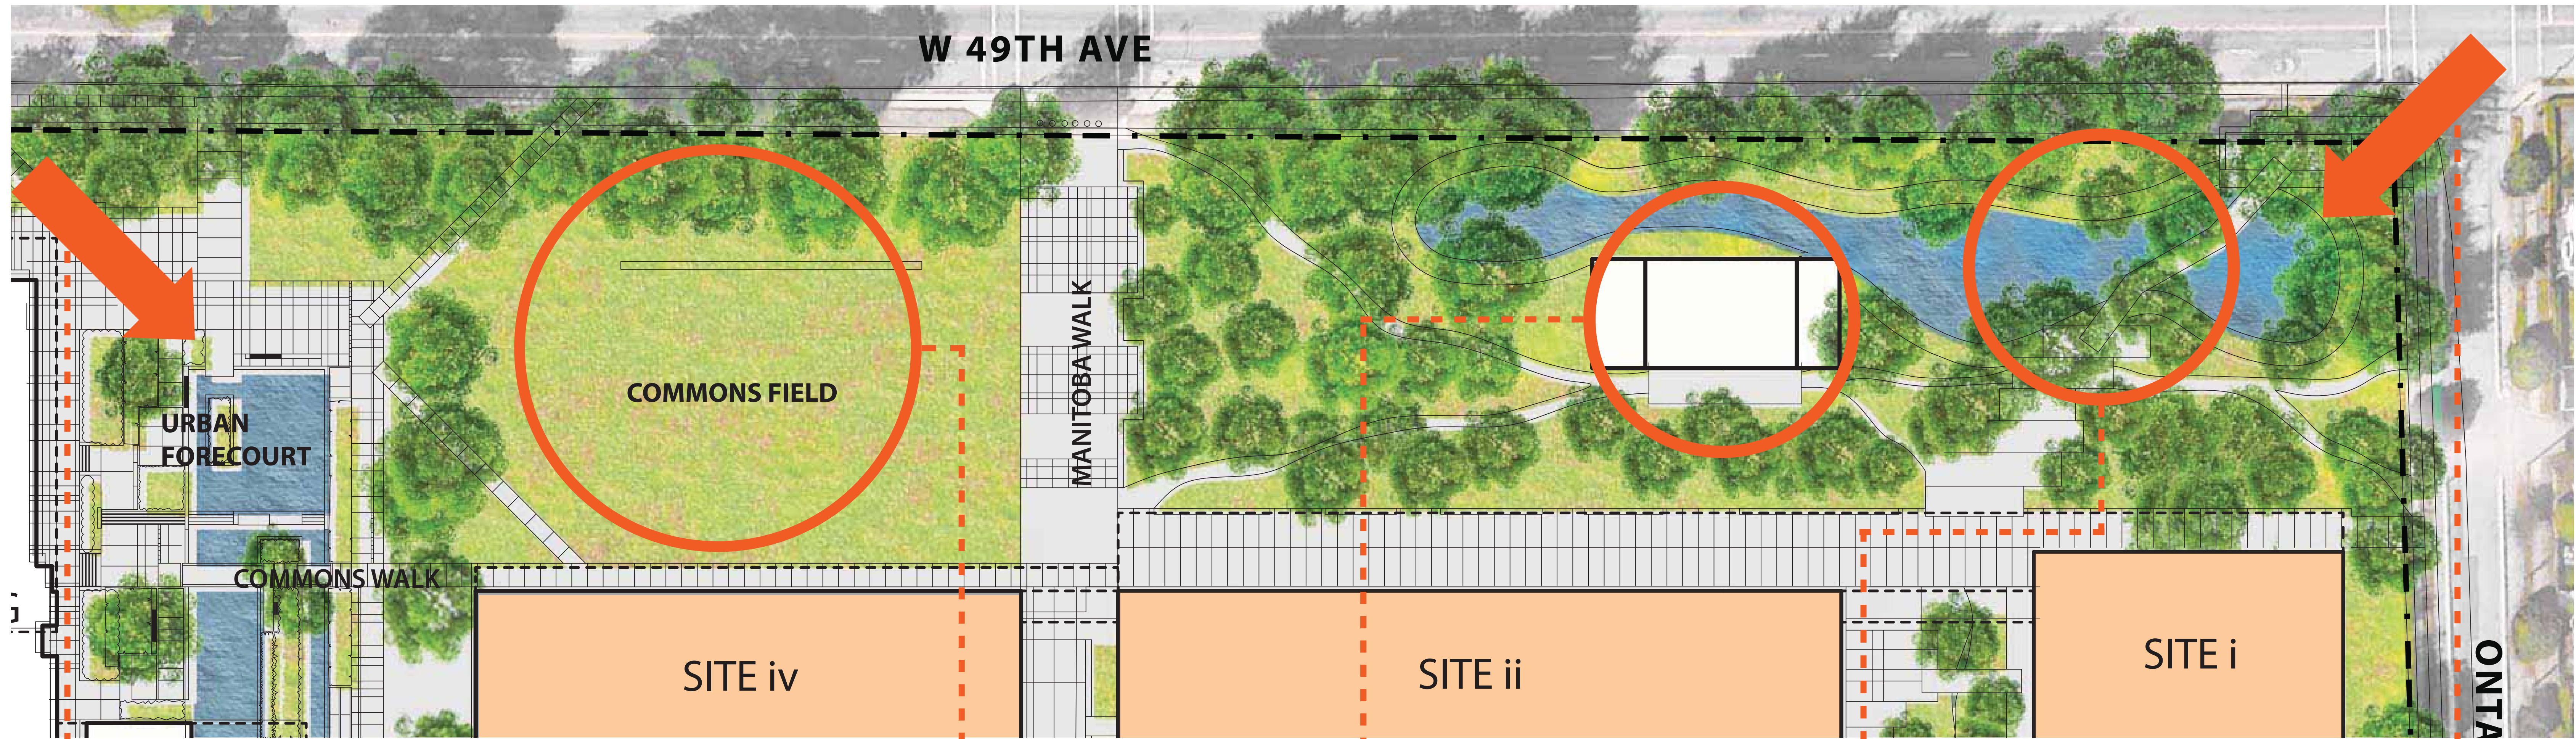 W 49TH AVE
COMMONS FIELD
MANITOBA WALK
URBAN
FORECOURT
COMMONS WALK
SITE iv
SITE ii
SITE i
ONTA